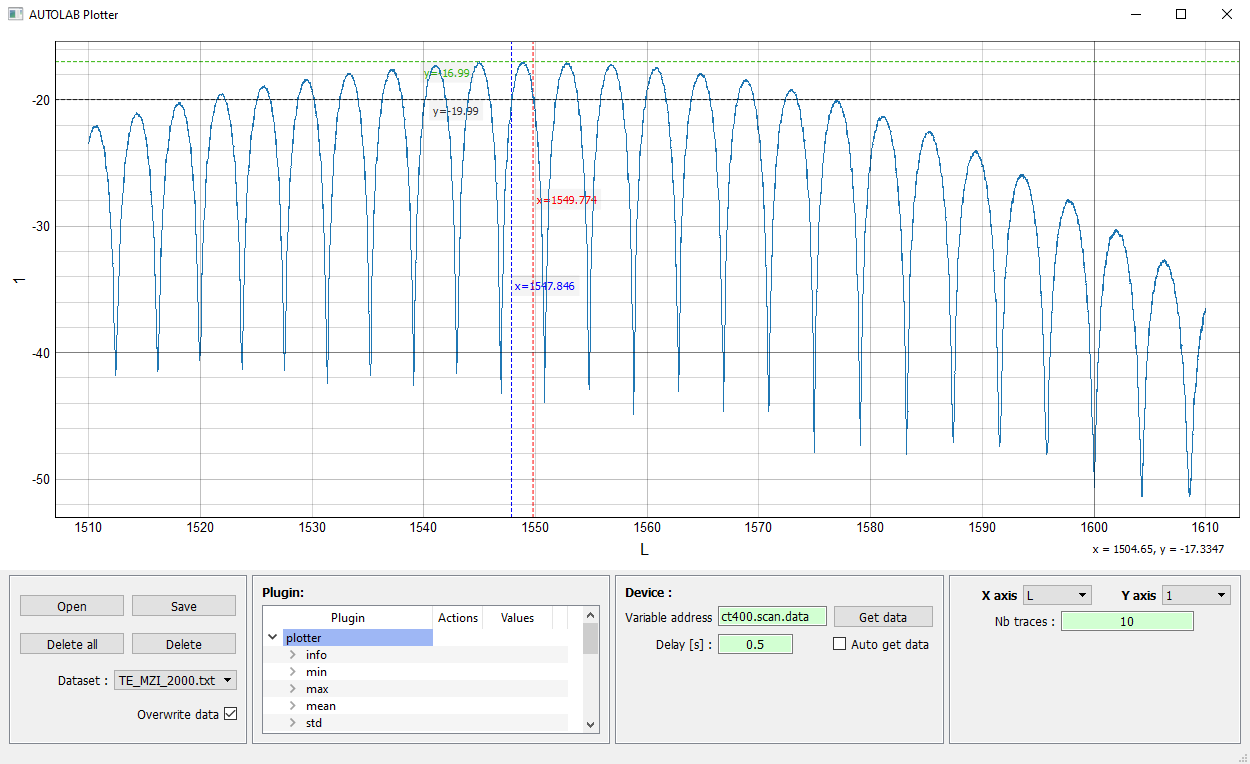 AUTOLAB Plotter
y=-16.99
-20
y=-19.99
x=1549.774
-30
1
x=1547.846
-40
-50
1510 1520 1530 1540 1550 1560 1570 1580 1590 1600 1610
L
x = 1504.65, y = -17.3347
Open Save
Delete all Delete
Dataset : TE_MZI_2000.txt
Overwrite data
Plugin:
Plugin Actions Values
plotter
info
min
max
mean
std
Device :
Variable address ct400.scan.data Get data
Delay [s] : 0.5 Auto get data
X axis L Y axis 1
Nb traces : 10